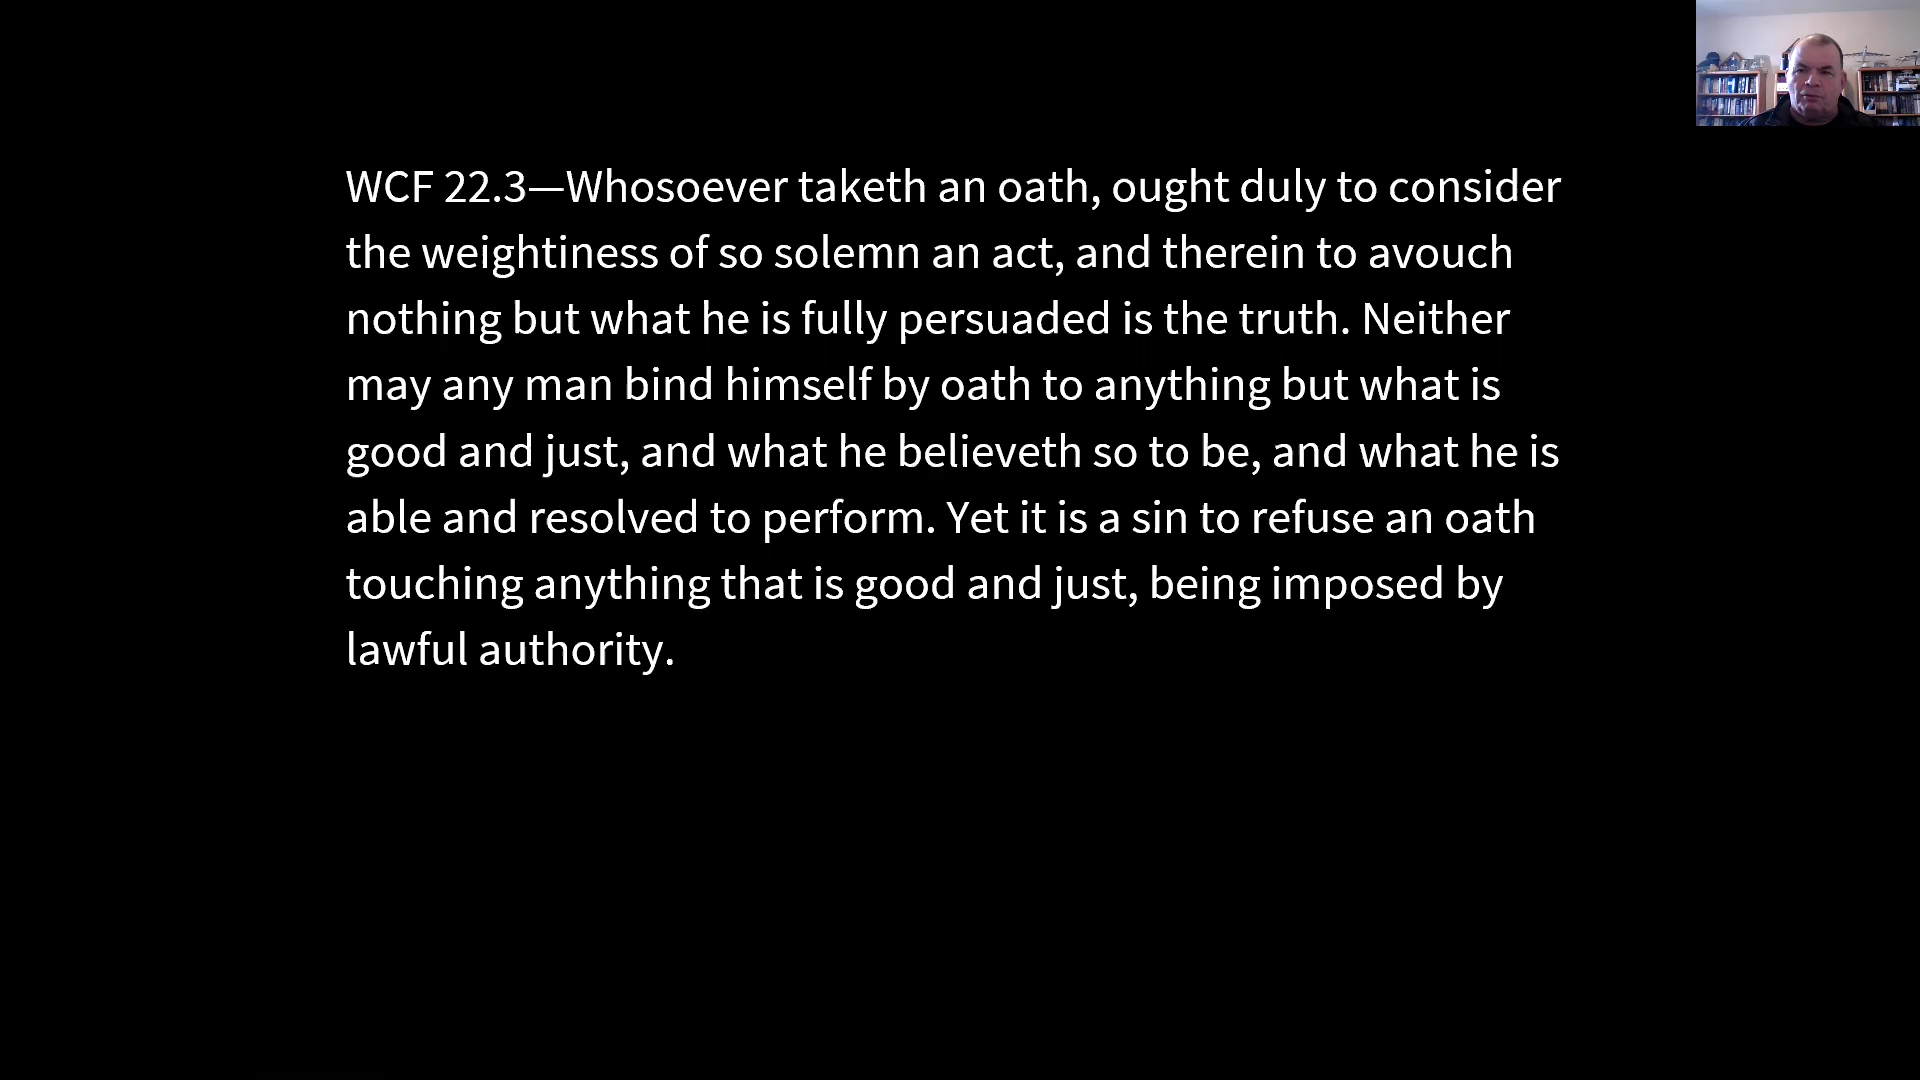 WCF 22.3—Whosoever taketh an oath, ought duly to consider
the weightiness of so solemn an act, and therein to avouch
nothing but what he is fully persuaded is the truth. Neither
may any man bind himself by oath to anything but what is
good and just, and what he believeth so to be, and what he is
able and resolved to perform. Yet it is a sin to refuse an oath
touching anything that is good and just, being imposed by
lawful authority.